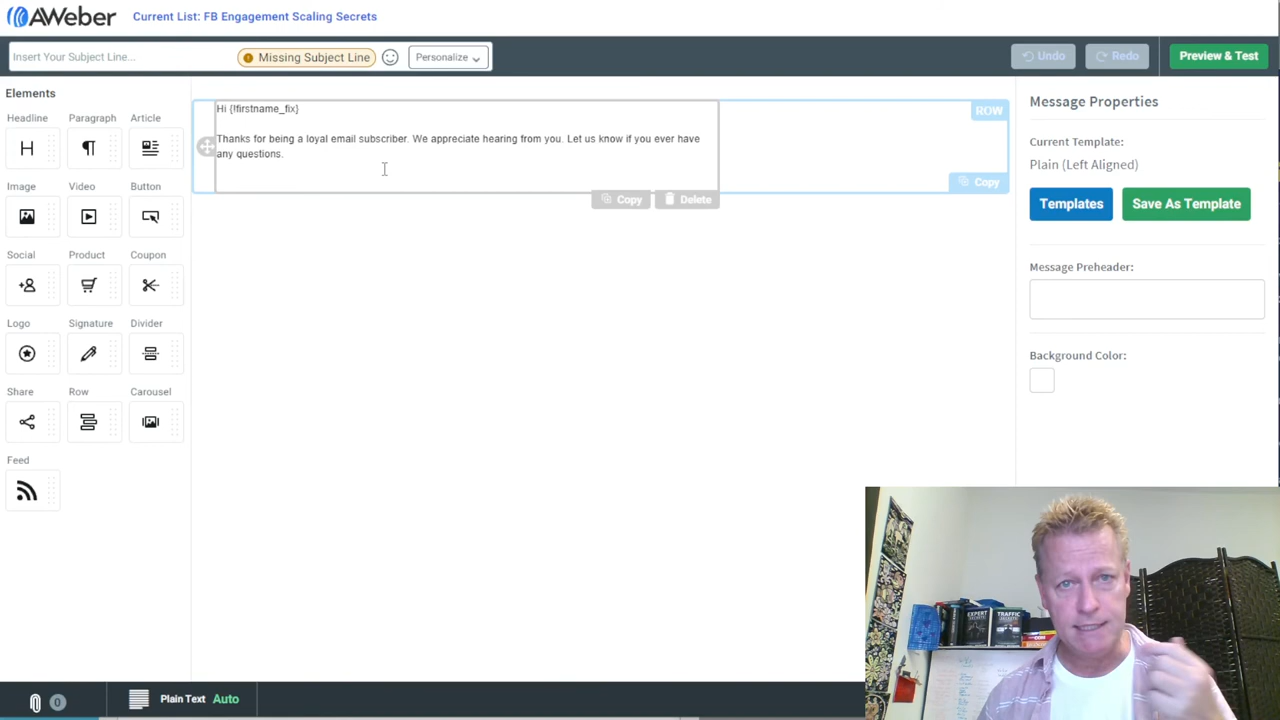 AWeber
Current List: FB Engagement Scaling Secrets
Insert Your Subject Line...
Missing Subject Line
Personalize
Undo
Redo
Preview & Test
Elements
Headline
Paragraph
Article
Image
Video
Button
Social
Product
Coupon
Logo
Signature
Divider
Share
Row
Carousel
Feed
Hi {!firstname_fix}
Thanks for being a loyal email subscriber. We appreciate hearing from you. Let us know if you ever have
any questions.
ROW
Copy
Copy
Delete
Message Properties
Current Template:
Plain (Left Aligned)
Templates
Save As Template
Message Preheader:
Background Color:
EXPERT
SECRETS
TRAFFIC
SECRETS
0
Plain Text
Auto